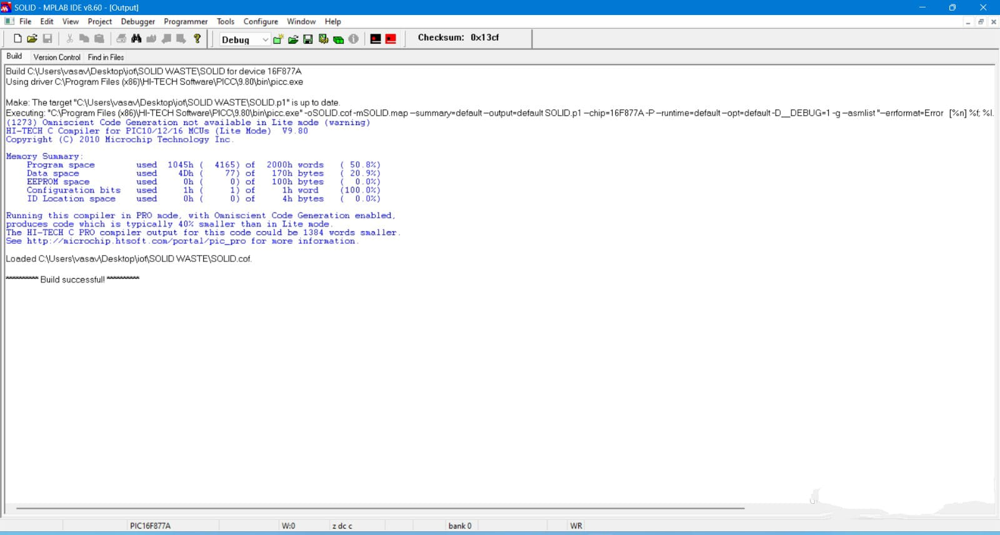 SOLID - MPLAB IDE v8.60 - [Output]
File Edit View Project Debugger Programmer Tools Configure Window Help
Debug Checksum: 0x13cf
Build Version Control Find in Files
Build C:\Users\vasav\Desktop\iot\SOLID WASTE\SOLID for device 16F877A
Using driver C:\Program Files (x86)\HI-TECH Software\PICC\9.80\bin\picc.exe
Make: The target "C:\Users\vasav\Desktop\iot\SOLID WASTE\SOLID.p1" is up to date.
Executing: "C:\Program Files (x86)\HI-TECH Software\PICC\9.80\bin\picc.exe" -oSOLID.cof -mSOLID.map --summary=default --output=default SOLID.p1 --chip=16F877A -P --runtime=default --opt=default -D__DEBUG=1 -g --asmlist "--errformat=Error   [%n] %f; %l.
(1273) Omniscient Code Generation not available in Lite mode (warning)
HI-TECH C Compiler for PIC10/12/16 MCUs (Lite Mode)  V9.80
Copyright (C) 2010 Microchip Technology Inc.
Memory Summary:
Program space        used  1045h (  4165) of  2000h words   ( 50.8%)
Data space           used    4Dh (    77) of   170h bytes   ( 20.9%)
EEPROM space         used     0h (     0) of   100h bytes   (  0.0%)
Configuration bits   used     1h (     1) of     1h word    (100.0%)
ID Location space    used     0h (     0) of     4h bytes   (  0.0%)
Running this compiler in PRO mode, with Omniscient Code Generation enabled,
produces code which is typically 40% smaller than in Lite mode.
The HI-TECH C PRO compiler output for this code could be 1384 words smaller.
See http://microchip.htsoft.com/portal/pic_pro for more information.
Loaded C:\Users\vasav\Desktop\iot\SOLID WASTE\SOLID.cof.
********** Build successful! **********
PIC16F877A W:0 z dc c bank 0 WR